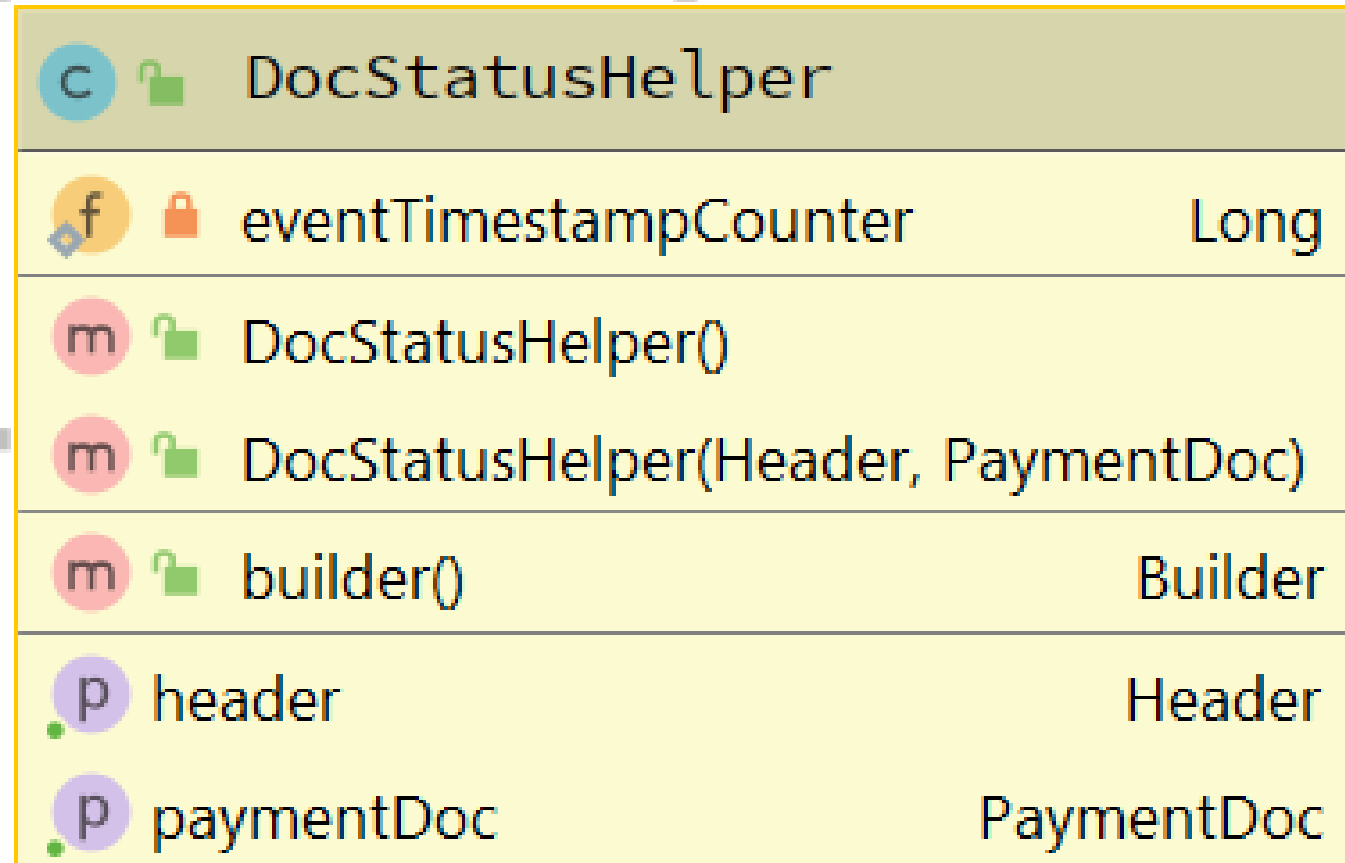 c DocStatusHelper
f eventTimestampCounter Long
m DocStatusHelper()
m DocStatusHelper(Header, PaymentDoc)
m builder() Builder
p header Header
p paymentDoc PaymentDoc